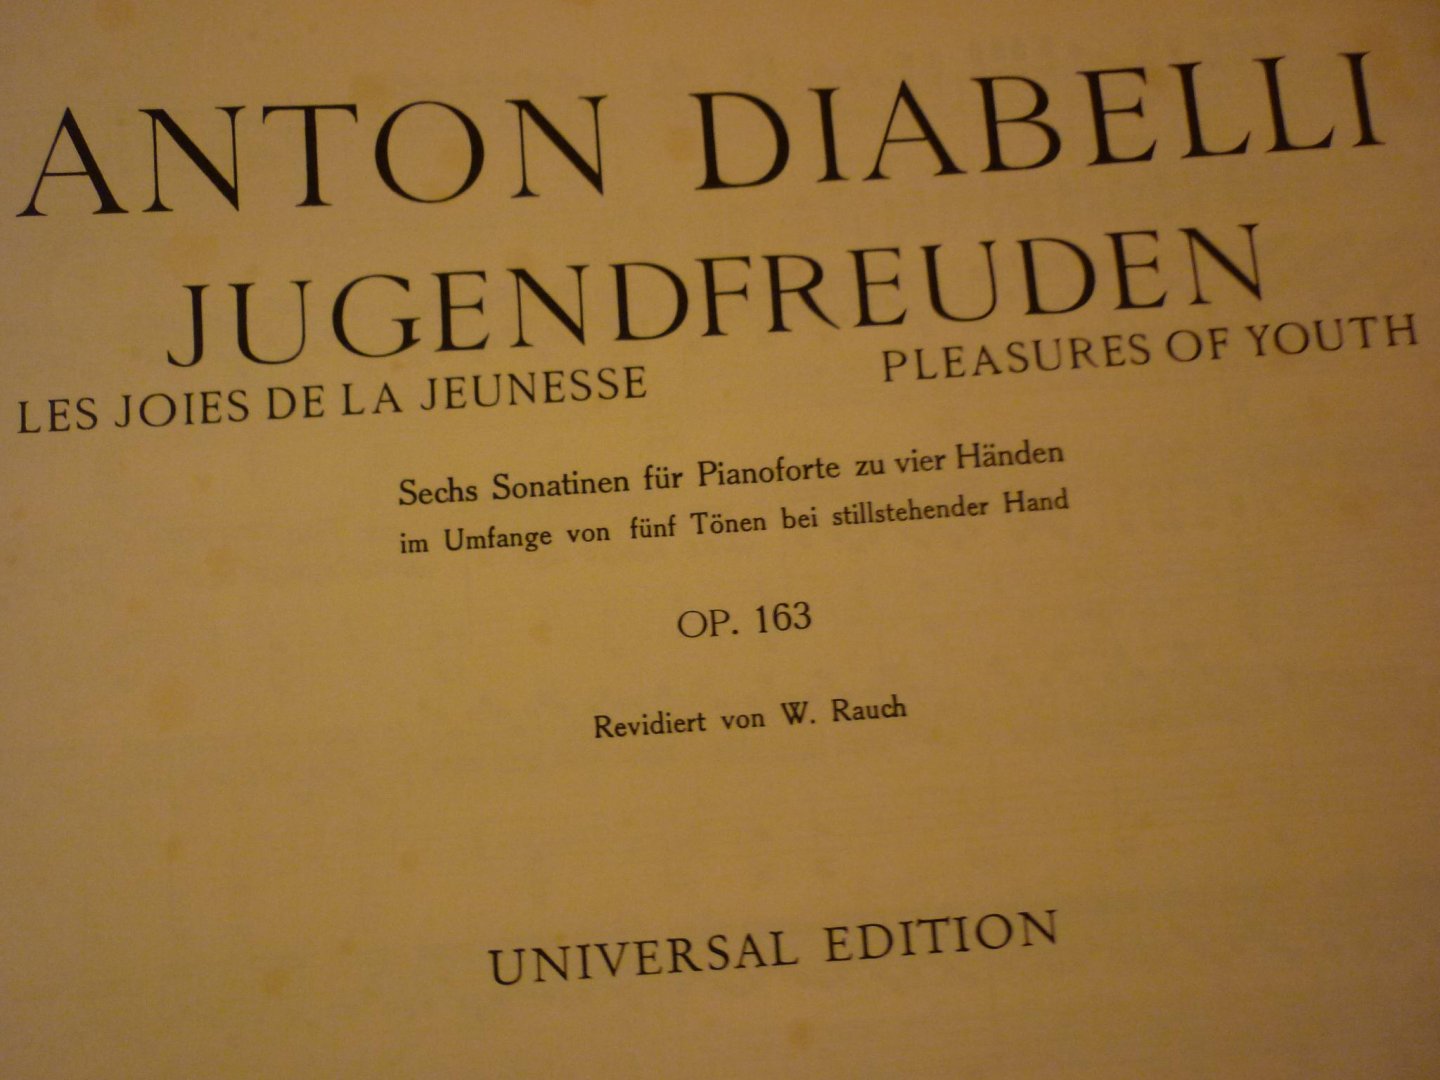 ANTON DIABELLI
JUGENDFREUDEN
LES JOIES DE LA JEUNESSE
PLEASURES OF YOUTH
Sechs Sonatinen für Pianoforte zu vier Händen
im Umfange von fünf Tönen bei stillstehender Hand
OP. 163
Revidiert von W. Rauch
UNIVERSAL EDITION